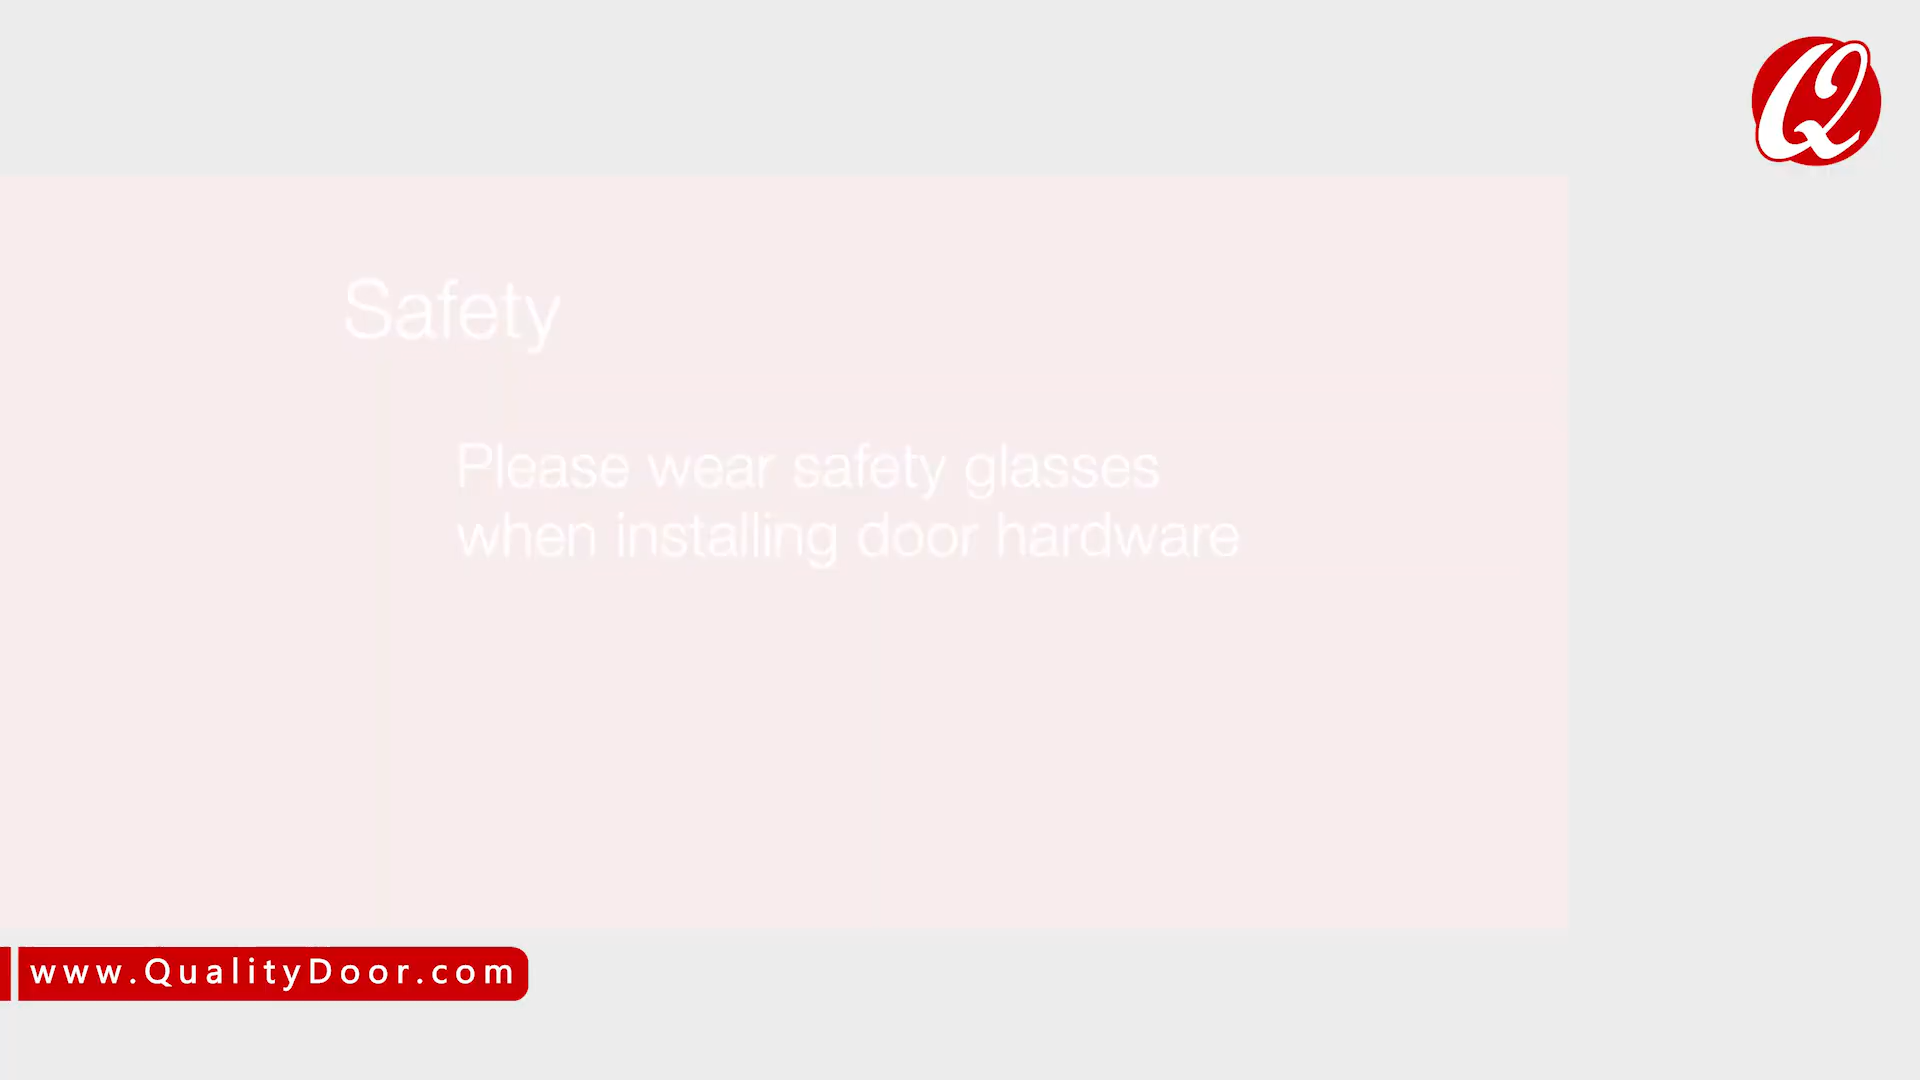 Q
Safety
Please wear safety glasses
when installing door hardware
www.QualityDoor.com